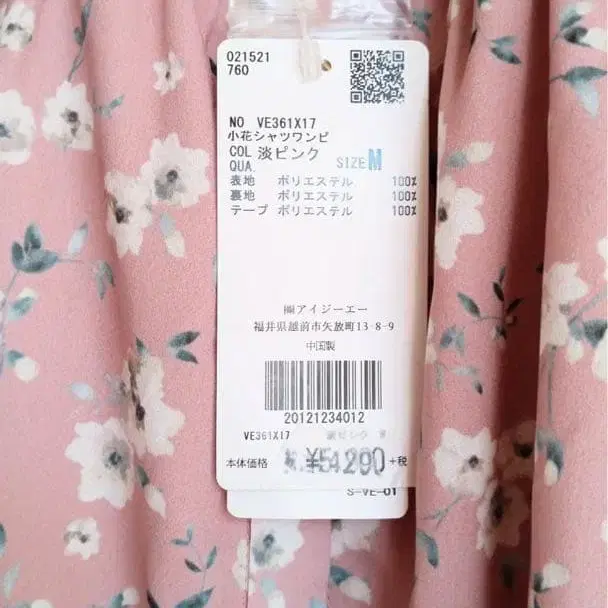 021521
760
NO VE361X17
小花シャツワンピ
COL 淡ピンク
QUA. SIZE M
表地 ポリエステル 100%
裏地 ポリエステル 100%
テープ ポリエステル 100%
㈱アイジーエー
福井県越前市矢放町13-8-9
中国製
20121234012
VE361X17
本体価格 +税
S-VE-01